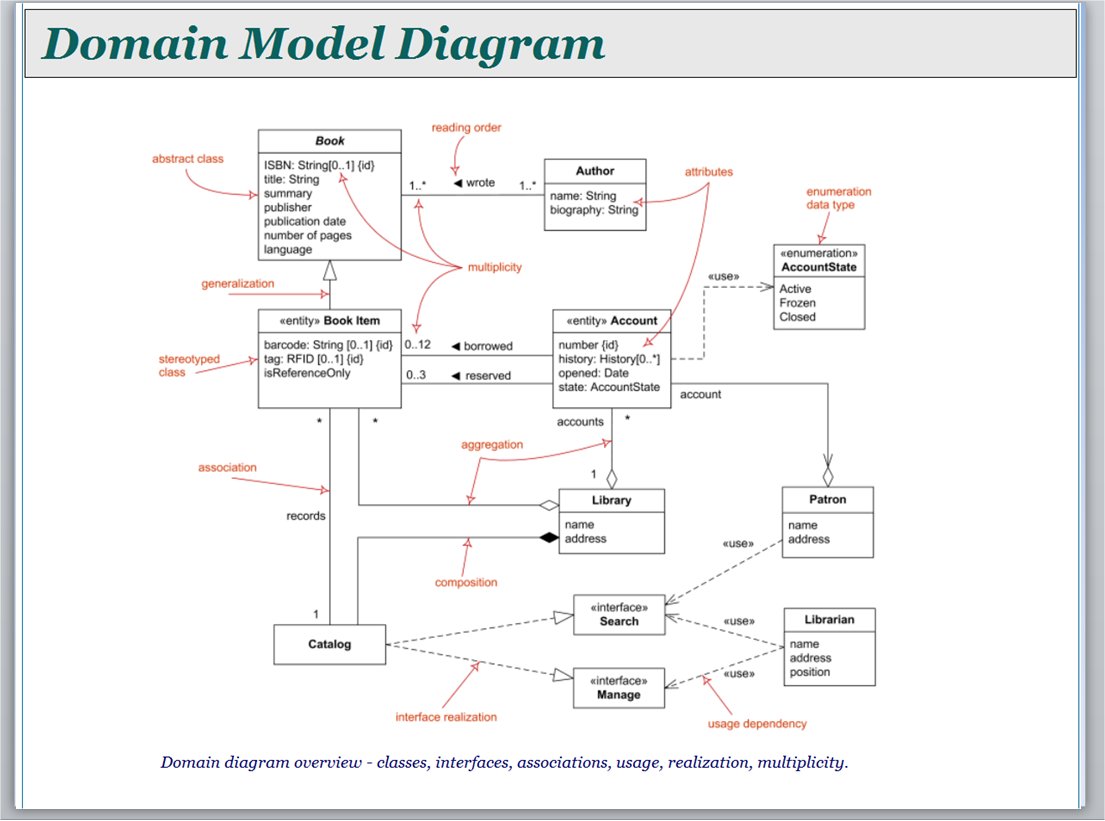 Domain Model Diagram
reading order
abstract class
Book
ISBN: String[0..1] {id}
title: String
summary
publisher
publication date
number of pages
language
1..*
◄ wrote
1..*
Author
name: String
biography: String
attributes
enumeration
data type
«enumeration»
AccountState
Active
Frozen
Closed
multiplicity
generalization
«use»
«entity» Book Item
barcode: String [0..1] {id}
tag: RFID [0..1] {id}
isReferenceOnly
0..12
◄ borrowed
0..3
◄ reserved
«entity» Account
number {id}
history: History[0..*]
opened: Date
state: AccountState
stereotyped
class
account
*
*
accounts
*
aggregation
association
1
records
Library
name
address
Patron
name
address
«use»
composition
1
Catalog
«interface»
Search
«use»
Librarian
name
address
position
«interface»
Manage
«use»
interface realization
usage dependency
Domain diagram overview - classes, interfaces, associations, usage, realization, multiplicity.